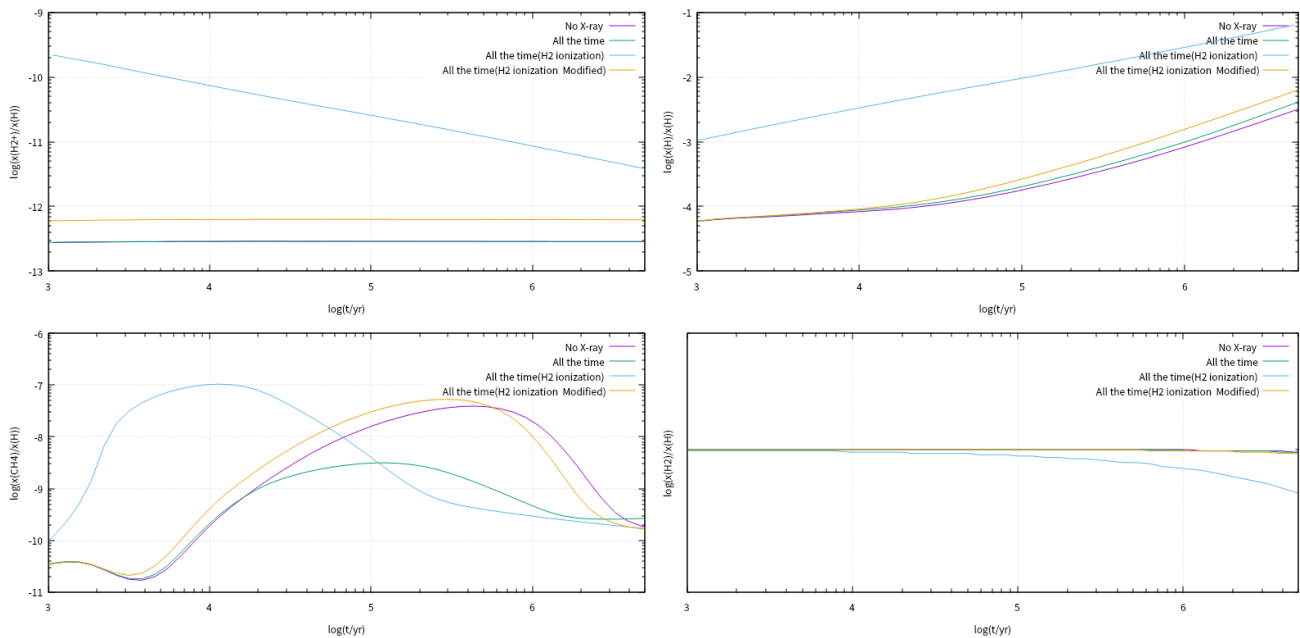 -9
-10
-11
-12
-13
3
4
5
6
log(x(H2+)/x(H))
log(t/yr)
No X-ray
All the time
All the time(H2 ionization)
All the time(H2 ionization Modified)
-1
-2
-3
-4
-5
3
4
5
6
log(x(H)/x(H))
log(t/yr)
No X-ray
All the time
All the time(H2 ionization)
All the time(H2 ionization Modified)
-6
-7
-8
-9
-10
-11
3
4
5
6
log(x(CH4)/x(H))
log(t/yr)
No X-ray
All the time
All the time(H2 ionization)
All the time(H2 ionization Modified)
3
4
5
6
log(x(H2)/x(H))
log(t/yr)
No X-ray
All the time
All the time(H2 ionization)
All the time(H2 ionization Modified)